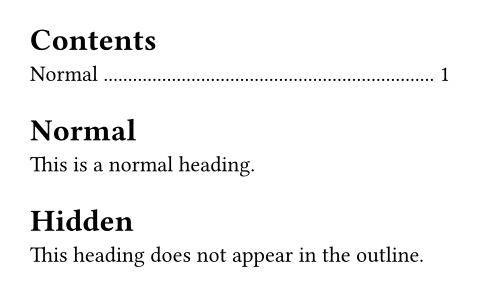 Contents
Normal ................................................................... 1
Normal
This is a normal heading.
Hidden
This heading does not appear in the outline.